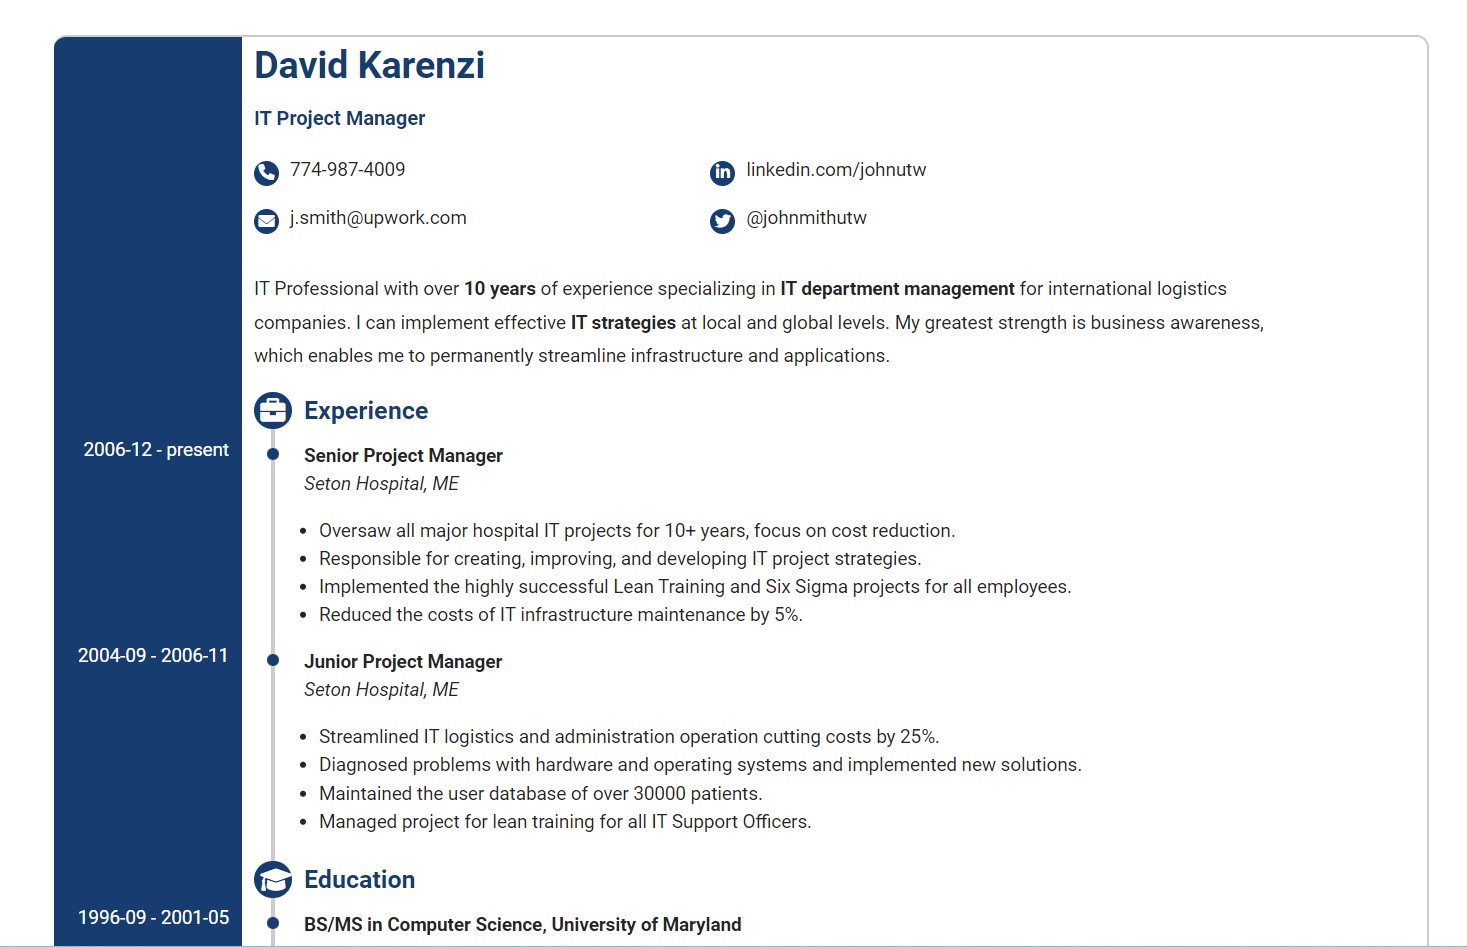 David Karenzi
IT Project Manager
774-987-4009
linkedin.com/johnutw
j.smith@upwork.com
@johnmithutw
IT Professional with over 10 years of experience specializing in IT department management for international logistics
companies. I can implement effective IT strategies at local and global levels. My greatest strength is business awareness,
which enables me to permanently streamline infrastructure and applications.
Experience
2006-12 - present
Senior Project Manager
Seton Hospital, ME
• Oversaw all major hospital IT projects for 10+ years, focus on cost reduction.
• Responsible for creating, improving, and developing IT project strategies.
• Implemented the highly successful Lean Training and Six Sigma projects for all employees.
• Reduced the costs of IT infrastructure maintenance by 5%.
2004-09 - 2006-11
Junior Project Manager
Seton Hospital, ME
• Streamlined IT logistics and administration operation cutting costs by 25%.
• Diagnosed problems with hardware and operating systems and implemented new solutions.
• Maintained the user database of over 30000 patients.
• Managed project for lean training for all IT Support Officers.
Education
1996-09 - 2001-05
BS/MS in Computer Science, University of Maryland